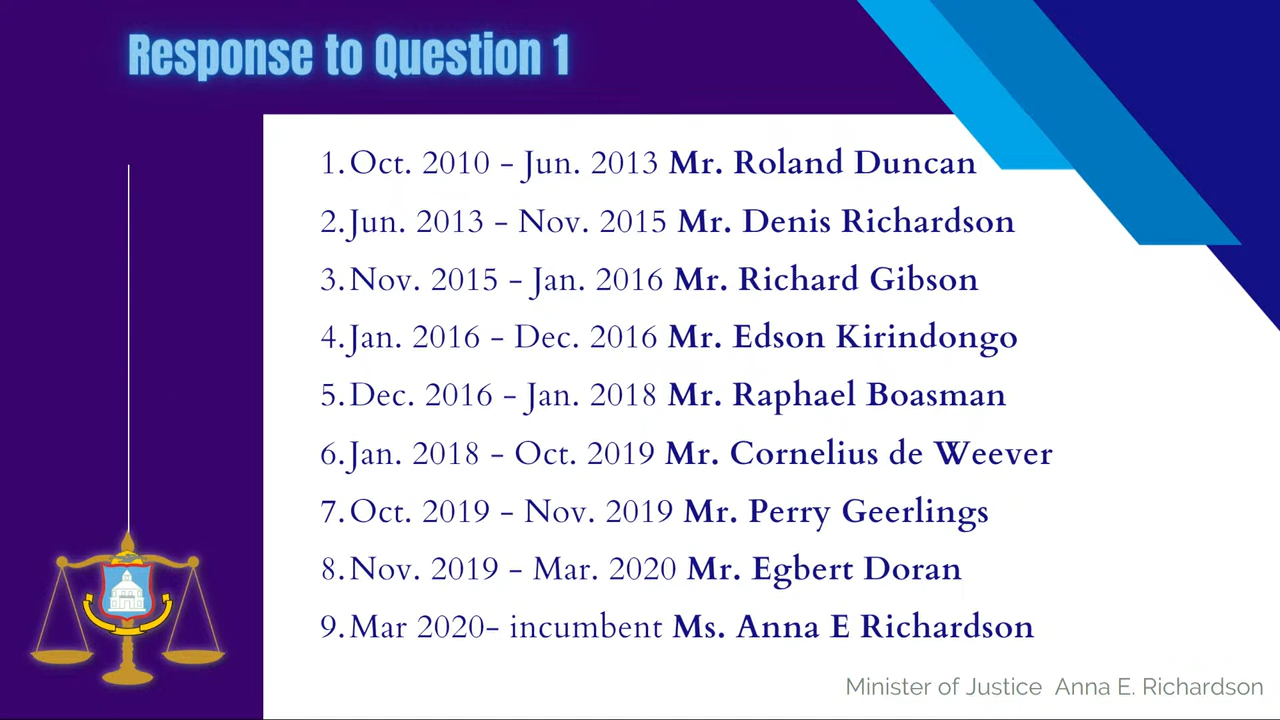 Response to Question 1
1.Oct. 2010 - Jun. 2013 Mr. Roland Duncan
2.Jun. 2013 - Nov. 2015 Mr. Denis Richardson
3.Nov. 2015 - Jan. 2016 Mr. Richard Gibson
4.Jan. 2016 - Dec. 2016 Mr. Edson Kirindongo
5.Dec. 2016 - Jan. 2018 Mr. Raphael Boasman
6.Jan. 2018 - Oct. 2019 Mr. Cornelius de Weever
7.Oct. 2019 - Nov. 2019 Mr. Perry Geerlings
8.Nov. 2019 - Mar. 2020 Mr. Egbert Doran
9.Mar 2020- incumbent Ms. Anna E Richardson
Minister of Justice Anna E. Richardson